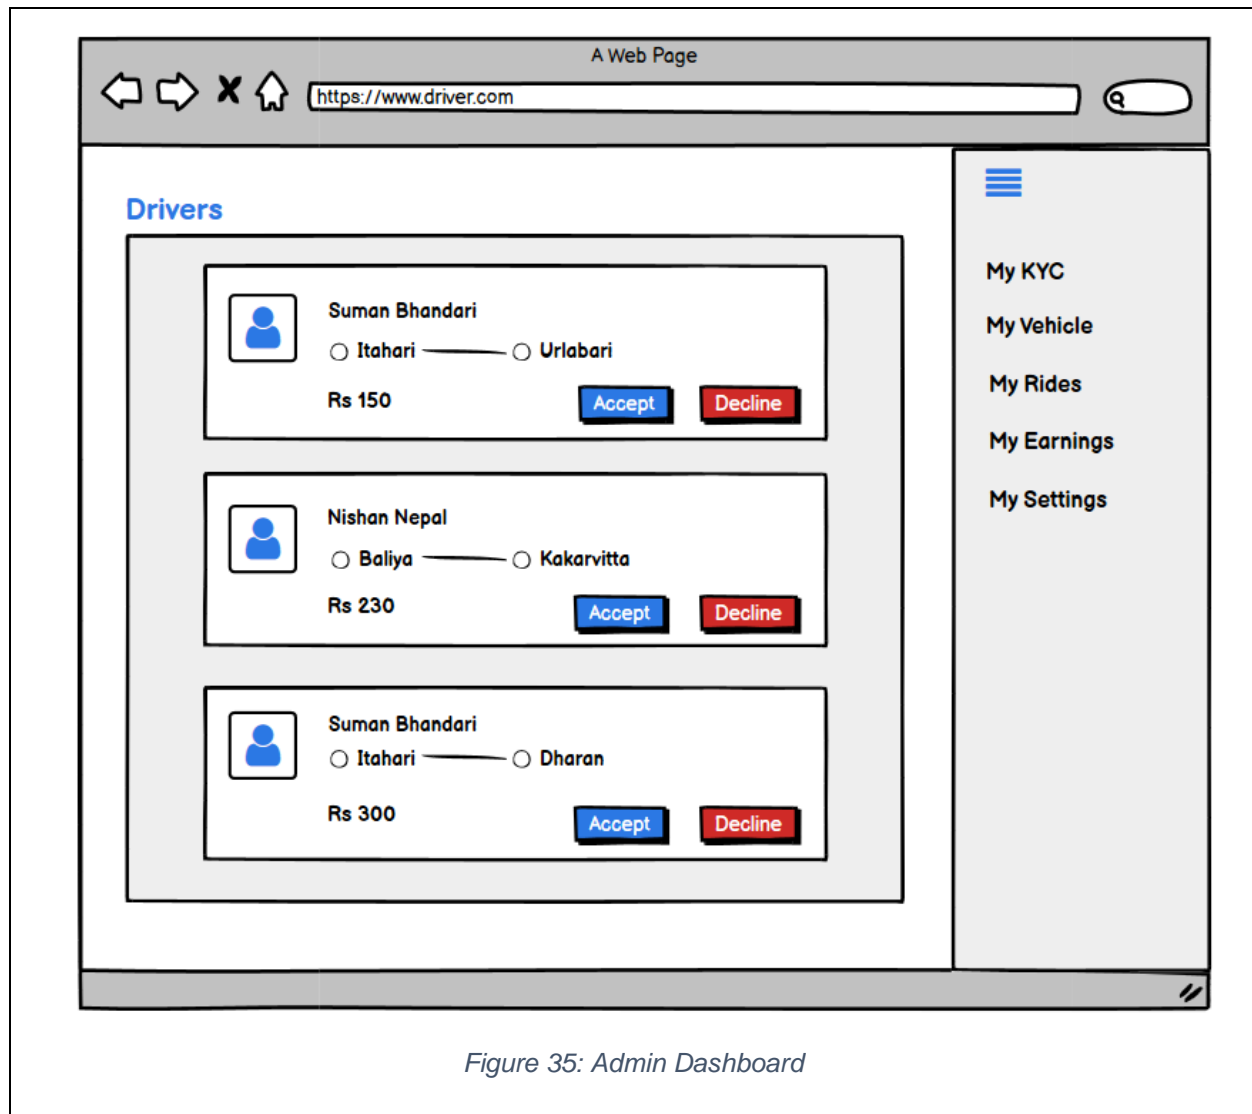 A Web Page
https://www.driver.com
Drivers
Suman Bhandari
Itahari Urlabari
Rs 150 Accept Decline
Nishan Nepal
Baliya Kakarvitta
Rs 230 Accept Decline
Suman Bhandari
Itahari Dharan
Rs 300 Accept Decline
My KYC
My Vehicle
My Rides
My Earnings
My Settings
Figure 35: Admin Dashboard